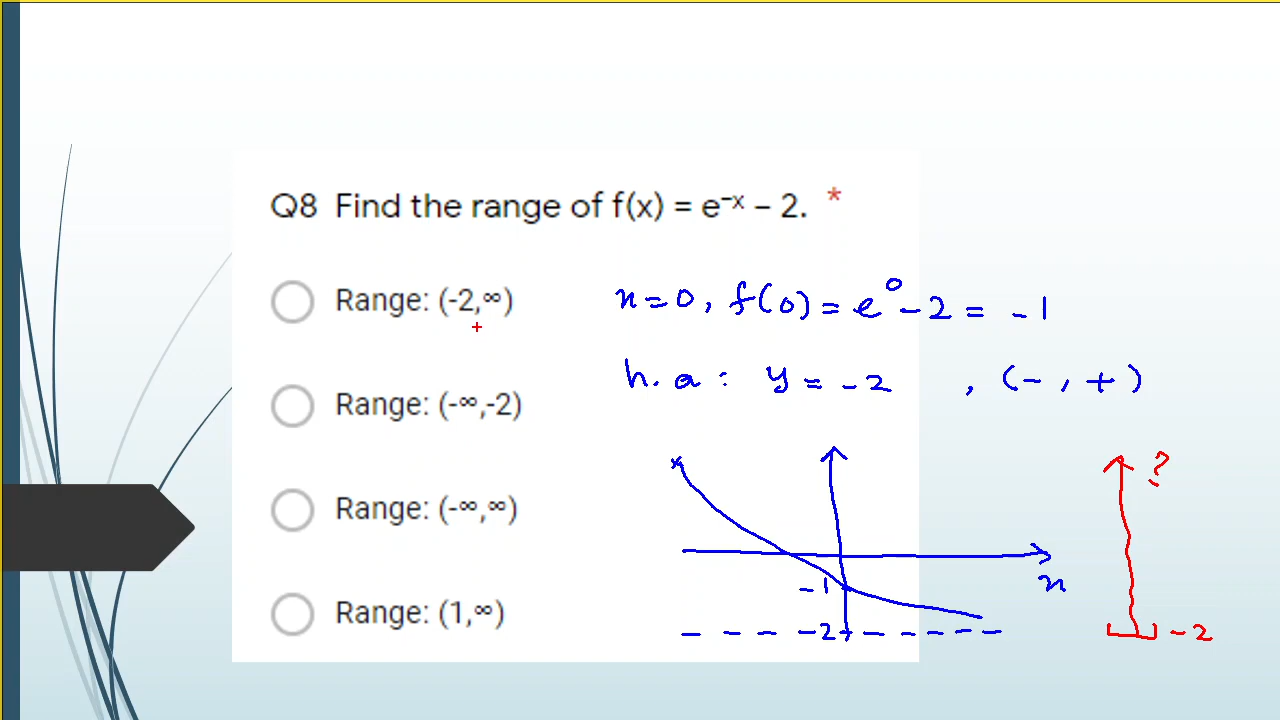 Q8 Find the range of f(x) = e⁻ˣ – 2. *
Range: (-2,∞)
Range: (-∞,-2)
Range: (-∞,∞)
Range: (1,∞)
x = 0, f(0) = e⁰ - 2 = -1
h. a : y = -2 , (-, +)
?
x
-1
-2
-2